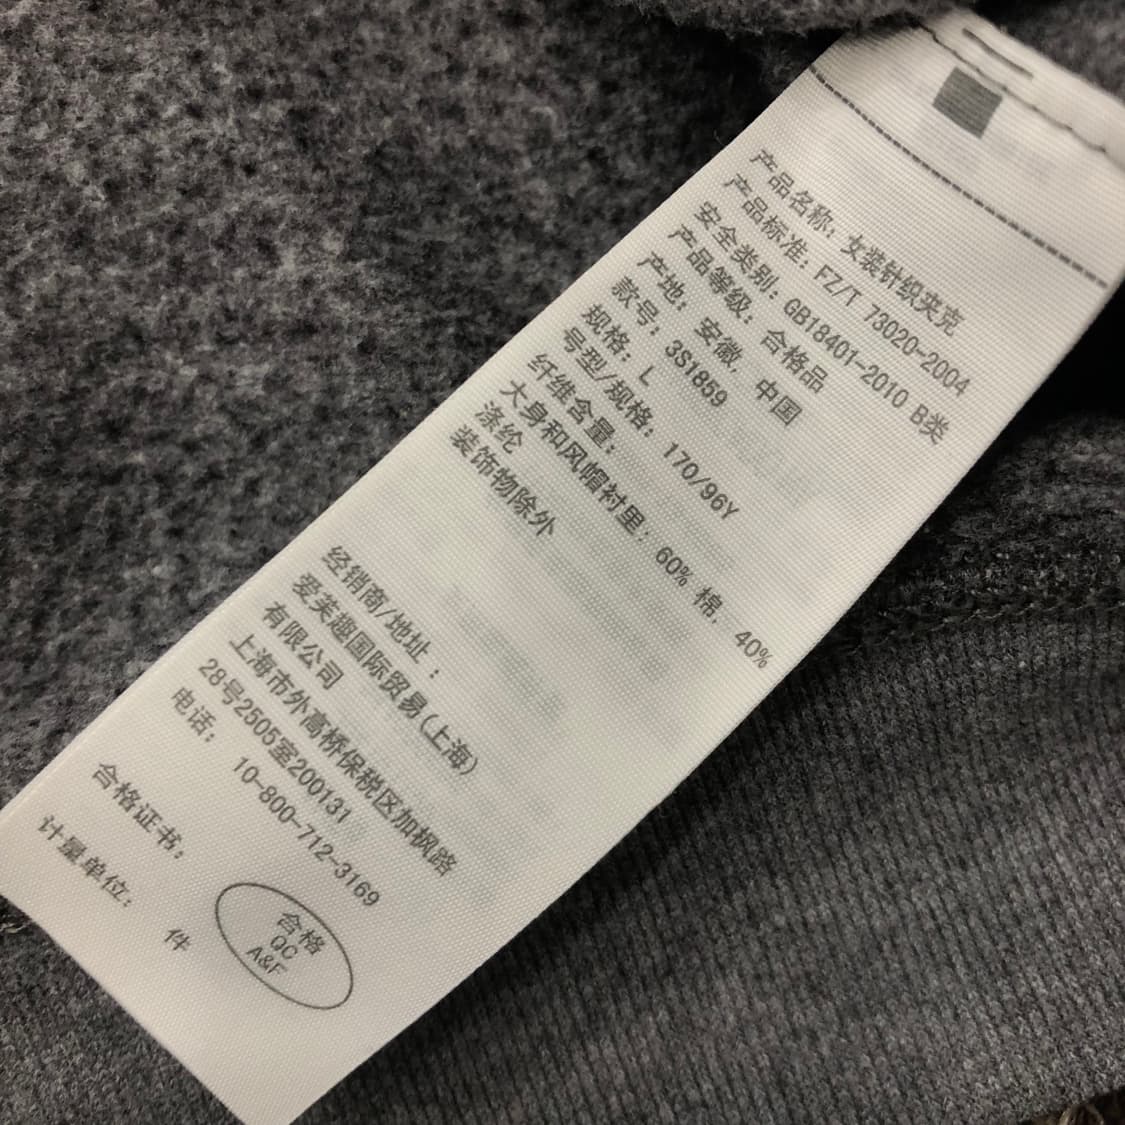 产品名称：女装针织夹克
产品标准：FZ/T 73020-2004
安全类别：GB18401-2010 B类
产品等级：合格品
产地：安徽，中国
款号：3S1859
规格：L
号型/规格：170/96Y
纤维含量：
大身和风帽衬里：60% 棉，40%
涤纶
装饰物除外
经销商/地址：
爱芙趣国际贸易(上海)
有限公司
上海市外高桥保税区加枫路
28号2505室200131
电话：10-800-712-3169
合格证书：
合格
QC
A&F
计量单位：件